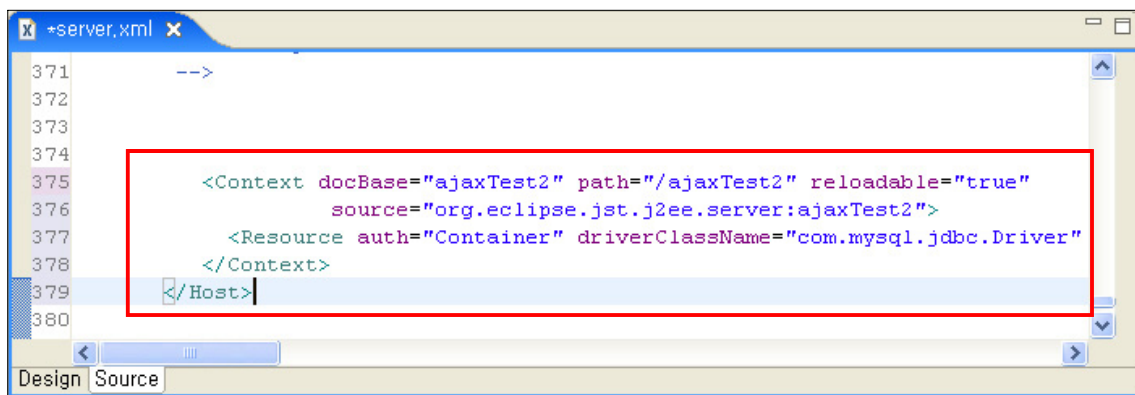 *server.xml
371 -->
372
373
374
375 <Context docBase="ajaxTest2" path="/ajaxTest2" reloadable="true"
376 source="org.eclipse.jst.j2ee.server:ajaxTest2">
377 <Resource auth="Container" driverClassName="com.mysql.jdbc.Driver"
378 </Context>
379 </Host>
380
Design Source